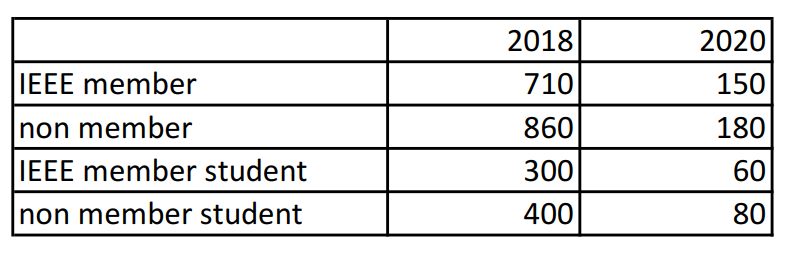 2018 2020
IEEE member 710 150
non member 860 180
IEEE member student 300 60
non member student 400 80